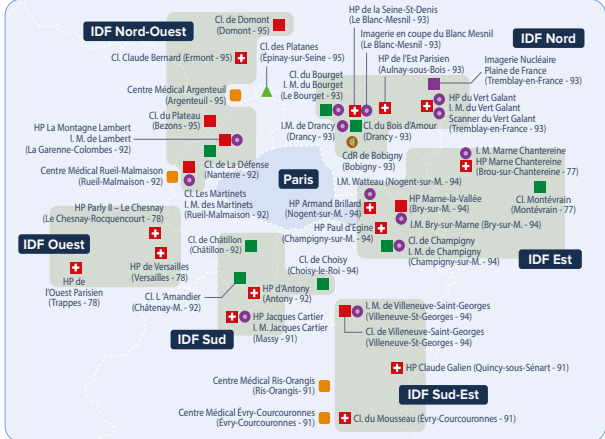 IDF Nord-Ouest
Cl. de Domont
(Domont - 95)
Cl. Claude Bernard (Ermont - 95)
Cl. des Platanes
(Épinay-sur-Seine - 95)
Centre Médical Argenteuil
(Argenteuil - 95)
Cl. du Plateau
(Bezons - 95)
HP La Montagne Lambert
I. M. de Lambert
(La Garenne-Colombes - 92)
Cl. de La Défense
(Nanterre - 92)
Centre Médical Rueil-Malmaison
(Rueil-Malmaison - 92)
Cl. Les Martinets
I. M. des Martinets
(Rueil-Malmaison - 92)
HP de la Seine-St-Denis
(Le Blanc-Mesnil - 93)
Imagerie en coupe du Blanc Mesnil
(Le Blanc-Mesnil - 93)
IDF Nord
HP de l'Est Parisien
(Aulnay-sous-Bois - 93)
Imagerie Nucléaire
Plaine de France
(Tremblay-en-France - 93)
Cl. du Bourget
I. M. du Bourget
(Le Bourget - 93)
HP du Vert Galant
I. M. du Vert Galant
Scanner du Vert Galant
(Tremblay-en-France - 93)
I.M. de Drancy
(Drancy - 93)
Cl. du Bois d'Amour
(Drancy - 93)
CdR de Bobigny
(Bobigny - 93)
Paris
I. M. Marne Chantereine
HP Marne Chantereine
(Brou-sur-Chantereine - 77)
I.M. Watteau (Nogent-sur-M. - 94)
Cl. Montévrain
(Montévrain - 77)
HP Armand Brillard
(Nogent-sur-M. - 94)
HP Marne-la-Vallée
(Bry-sur-M. - 94)
I.M. Bry-sur-Marne (Bry-sur-M. - 94)
HP Paul d'Egine
(Champigny-sur-M. - 94)
Cl. de Champigny
I. M. de Champigny
(Champigny-sur-M. - 94)
IDF Est
HP Parly II – Le Chesnay
(Le Chesnay-Rocquencourt - 78)
IDF Ouest
HP de Versailles
(Versailles - 78)
HP de
l'Ouest Parisien
(Trappes - 78)
Cl. de Châtillon
(Châtillon - 92)
Cl. de Choisy
(Choisy-le-Roi - 94)
Cl. L 'Amandier
(Châtenay-M. - 92)
HP d'Antony
(Antony - 92)
HP Jacques Cartier
I. M. Jacques Cartier
(Massy - 91)
IDF Sud
I. M. de Villeneuve-Saint-Georges
(Villeneuve-St-Georges - 94)
Cl. de Villeneuve-Saint-Georges
(Villeneuve-St-Georges - 94)
HP Claude Galien (Quincy-sous-Sénart - 91)
Centre Médical Ris-Orangis
(Ris-Orangis- 91)
IDF Sud-Est
Centre Médical Évry-Courcouronnes
(Évry-Courcouronnes - 91)
Cl. du Mousseau (Évry-Courcouronnes - 91)